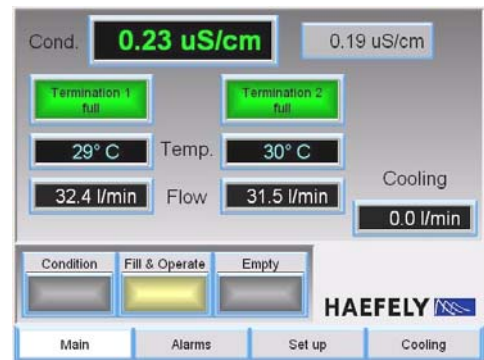 Cond. 0.23 uS/cm 0.19 uS/cm
Termination 1
full
Termination 2
full
29° C Temp. 30° C
32.4 l/min Flow 31.5 l/min
Cooling
0.0 l/min
Condition Fill & Operate Empty
HAEFELY
Main Alarms Set up Cooling